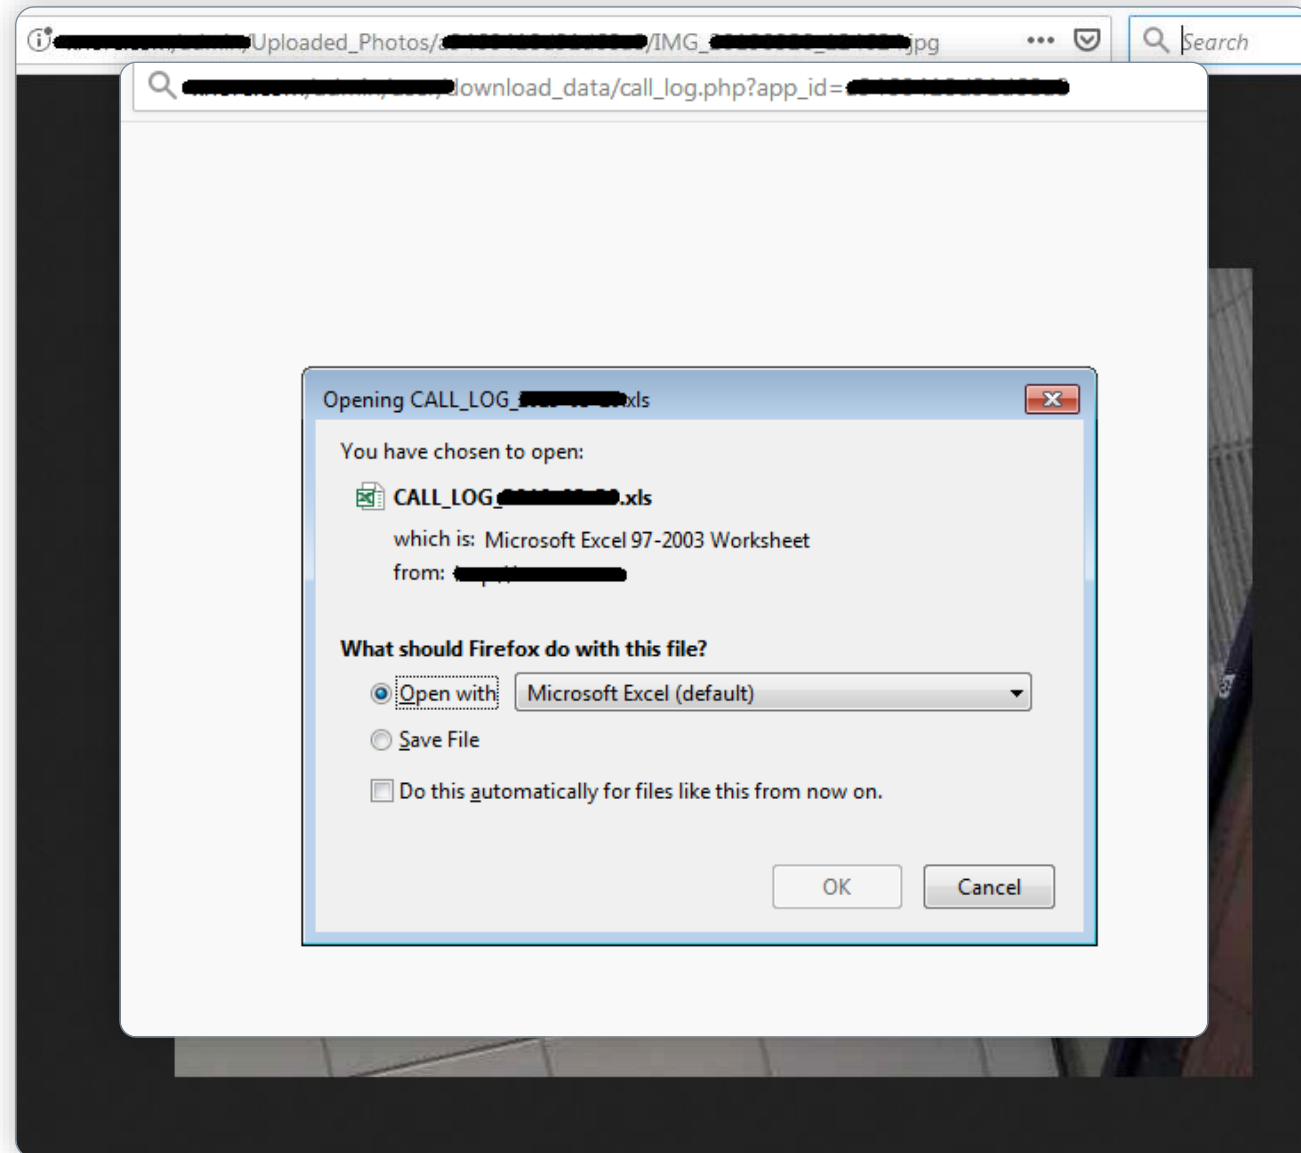 /Uploaded_Photos/ /IMG_ jpg
Search
download_data/call_log.php?app_id=
Opening CALL_LOG_ xls
You have chosen to open:
CALL_LOG_ .xls
which is: Microsoft Excel 97-2003 Worksheet
from:
What should Firefox do with this file?
Open with Microsoft Excel (default)
Save File
Do this automatically for files like this from now on.
OK Cancel